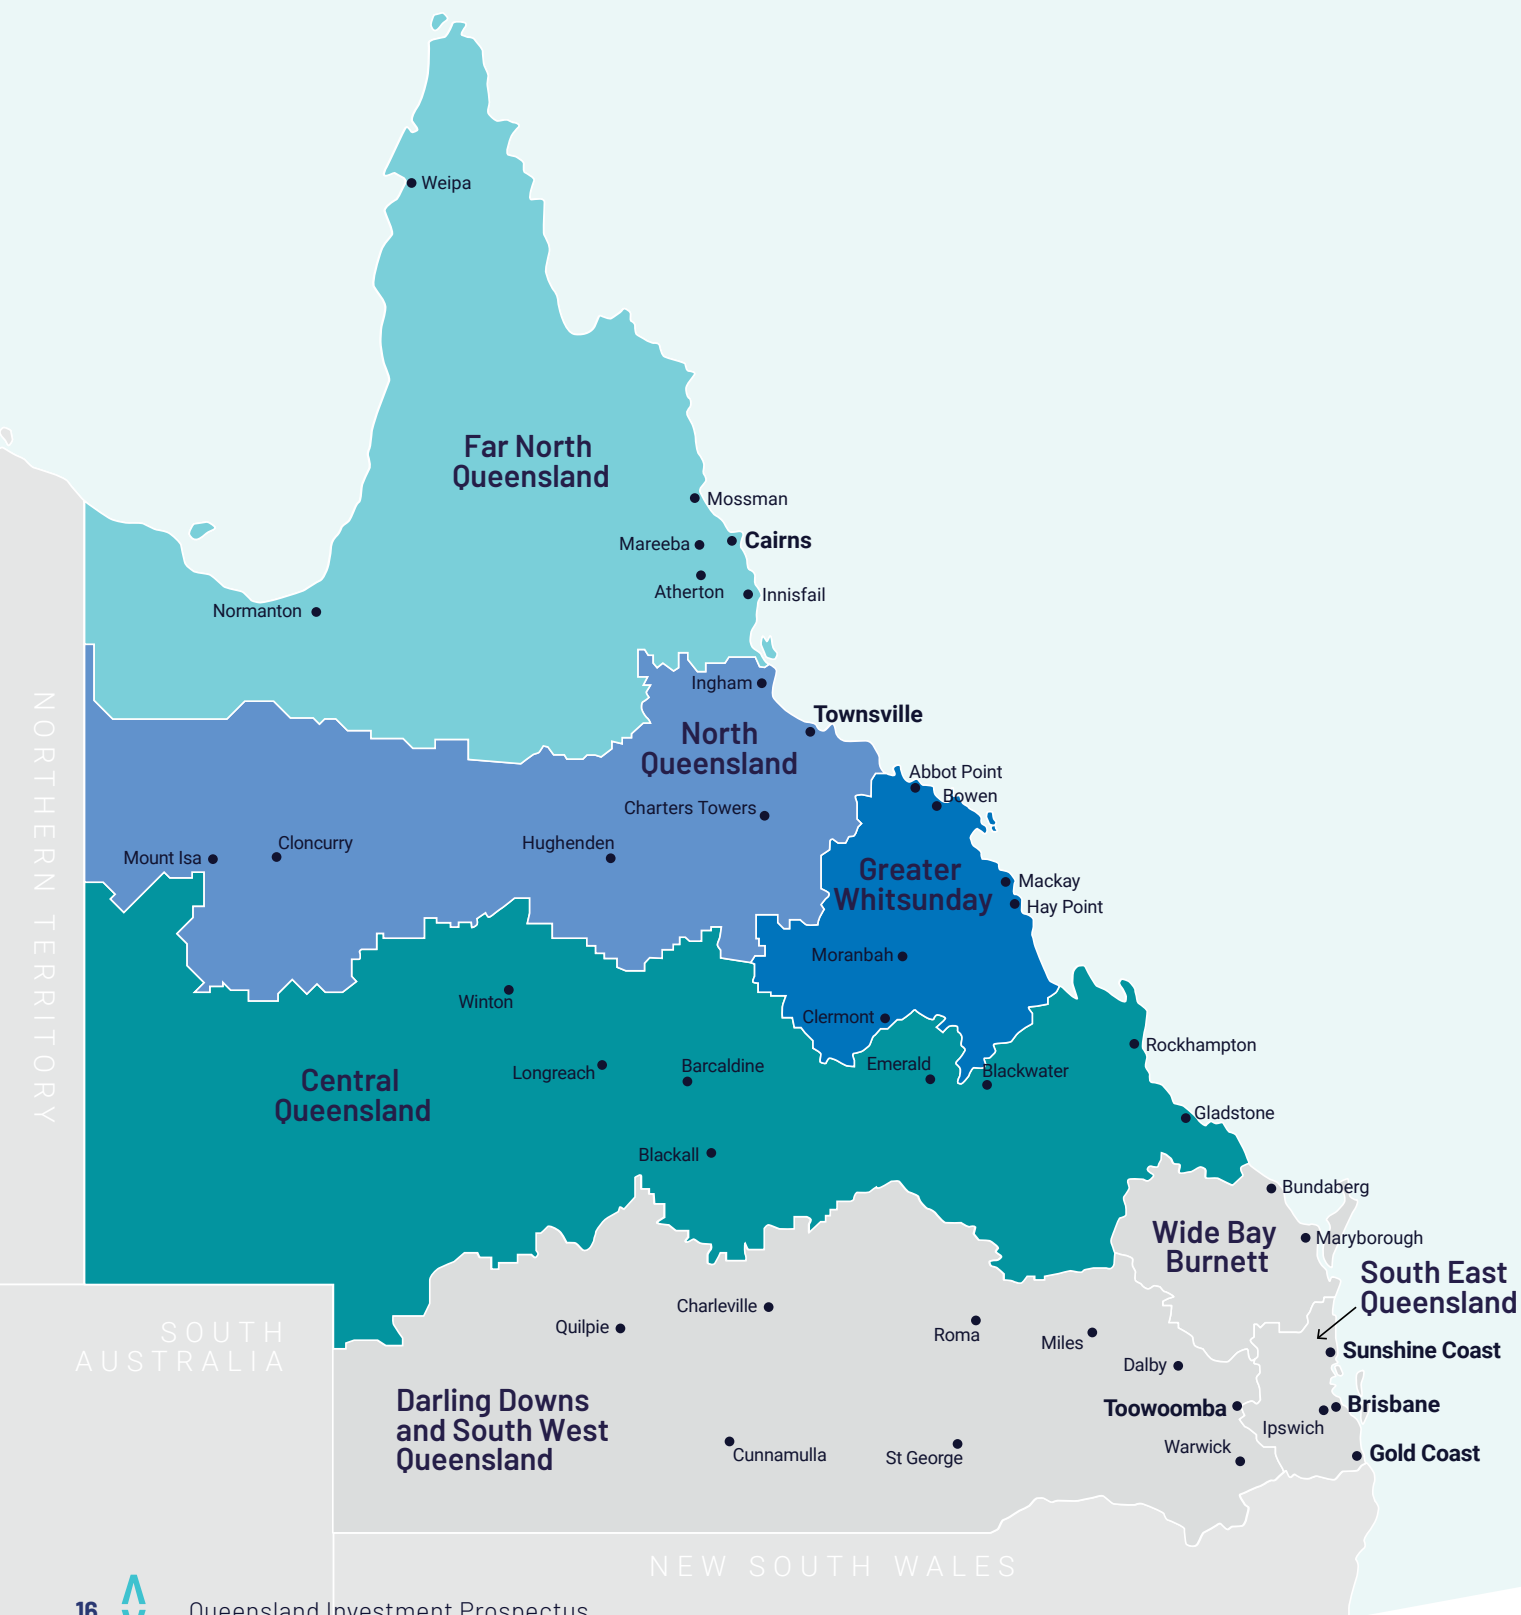 Weipa
Far North
Queensland
Mossman
Cairns
Mareeba
Atherton
Innisfail
Normanton
Ingham
Townsville
North
Queensland
Abbot Point
Bowen
Charters Towers
Cloncurry
Hughenden
Mount Isa
Greater
Whitsunday
Mackay
Hay Point
Moranbah
Winton
Clermont
Rockhampton
Emerald
Barcaldine
Longreach
Blackwater
Central
Queensland
Gladstone
Blackall
Bundaberg
Wide Bay
Burnett
Maryborough
South East
Queensland
Charleville
Quilpie
Roma
Miles
Sunshine Coast
Dalby
Darling Downs
and South West
Queensland
Toowoomba
Brisbane
Ipswich
Warwick
Gold Coast
Cunnamulla
St George
NORTHERN TERRITORY
SOUTH
AUSTRALIA
NEW SOUTH WALES
16
Queensland Investment Prospectus